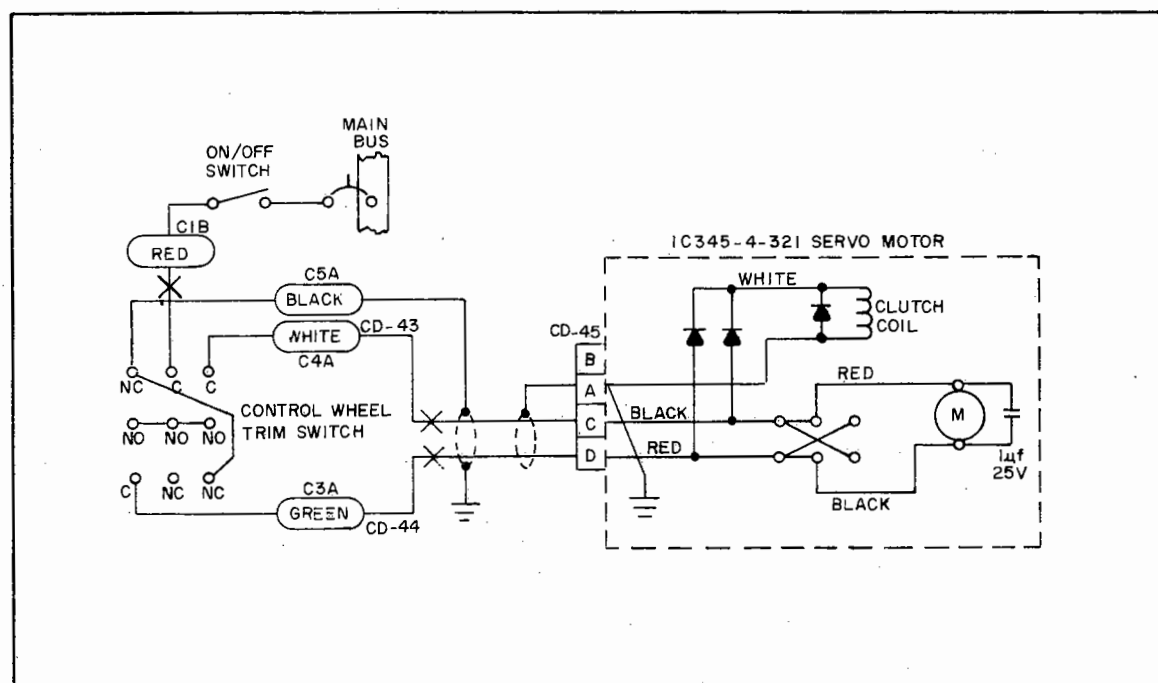 MAIN
BUS
ON/OFF
SWITCH
C1B
RED
1C345-4-321 SERVO MOTOR
C5A
BLACK
WHITE
CLUTCH
COIL
WHITE
CD-43
C4A
CD-45
B
A
C
D
NC
C
C
RED
CONTROL WHEEL
TRIM SWITCH
BLACK
M
NO
NO
NO
RED
1µf
25V
C
NC
NC
C3A
GREEN
CD-44
BLACK